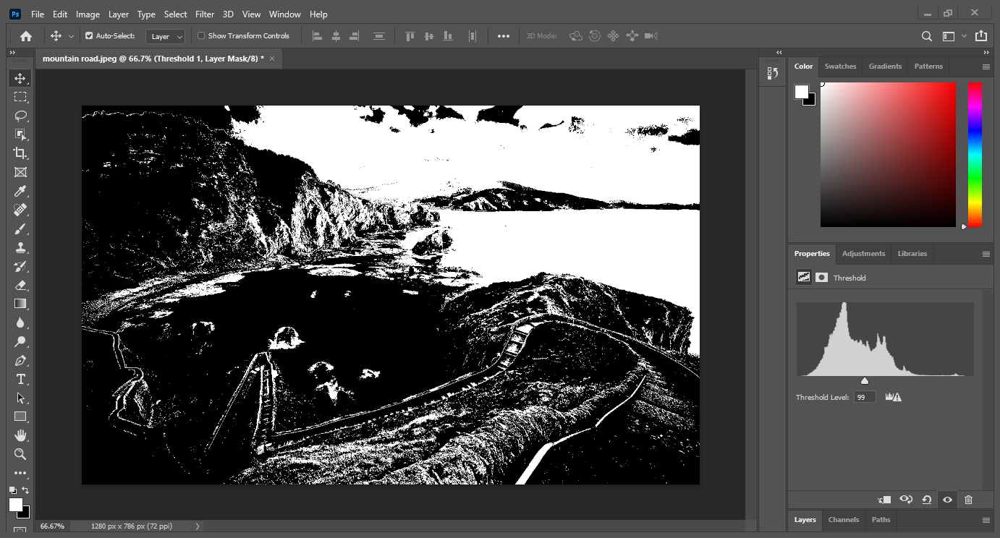 Ps File Edit Image Layer Type Select Filter 3D View Window Help
Auto-Select: Layer Show Transform Controls 3D Mode:
mountain road.jpeg @ 66.7% (Threshold 1, Layer Mask/8) *
Color Swatches Gradients Patterns
Properties Adjustments Libraries
Threshold
Threshold Level: 99
66.67% 1280 px x 786 px (72 ppi)
Layers Channels Paths